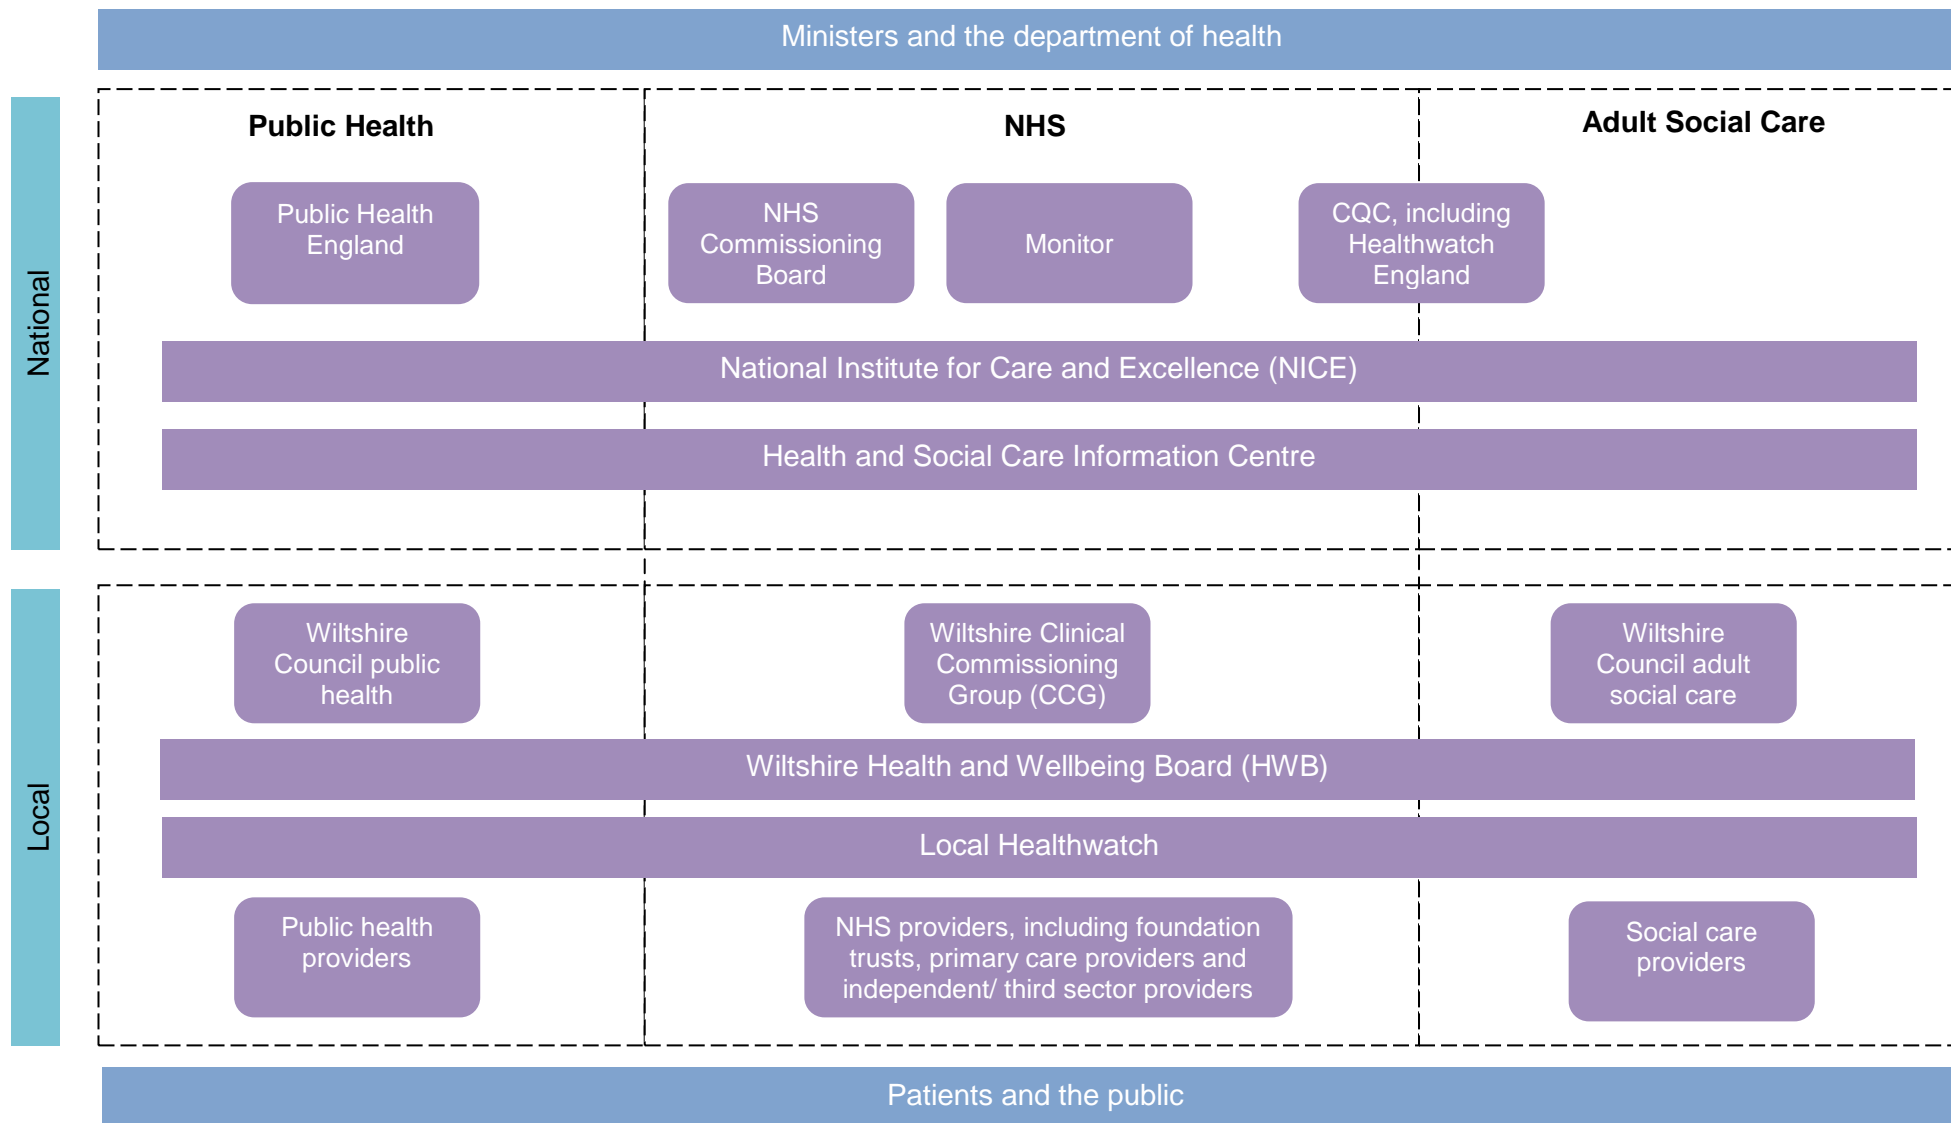 Ministers and the department of health
National
Public Health
NHS
Adult Social Care
Public Health
England
NHS
Commissioning
Board
Monitor
CQC, including
Healthwatch
England
National Institute for Care and Excellence (NICE)
Health and Social Care Information Centre
Local
Wiltshire
Council public
health
Wiltshire Clinical
Commissioning
Group (CCG)
Wiltshire
Council adult
social care
Wiltshire Health and Wellbeing Board (HWB)
Local Healthwatch
Public health
providers
NHS providers, including foundation
trusts, primary care providers and
independent/ third sector providers
Social care
providers
Patients and the public